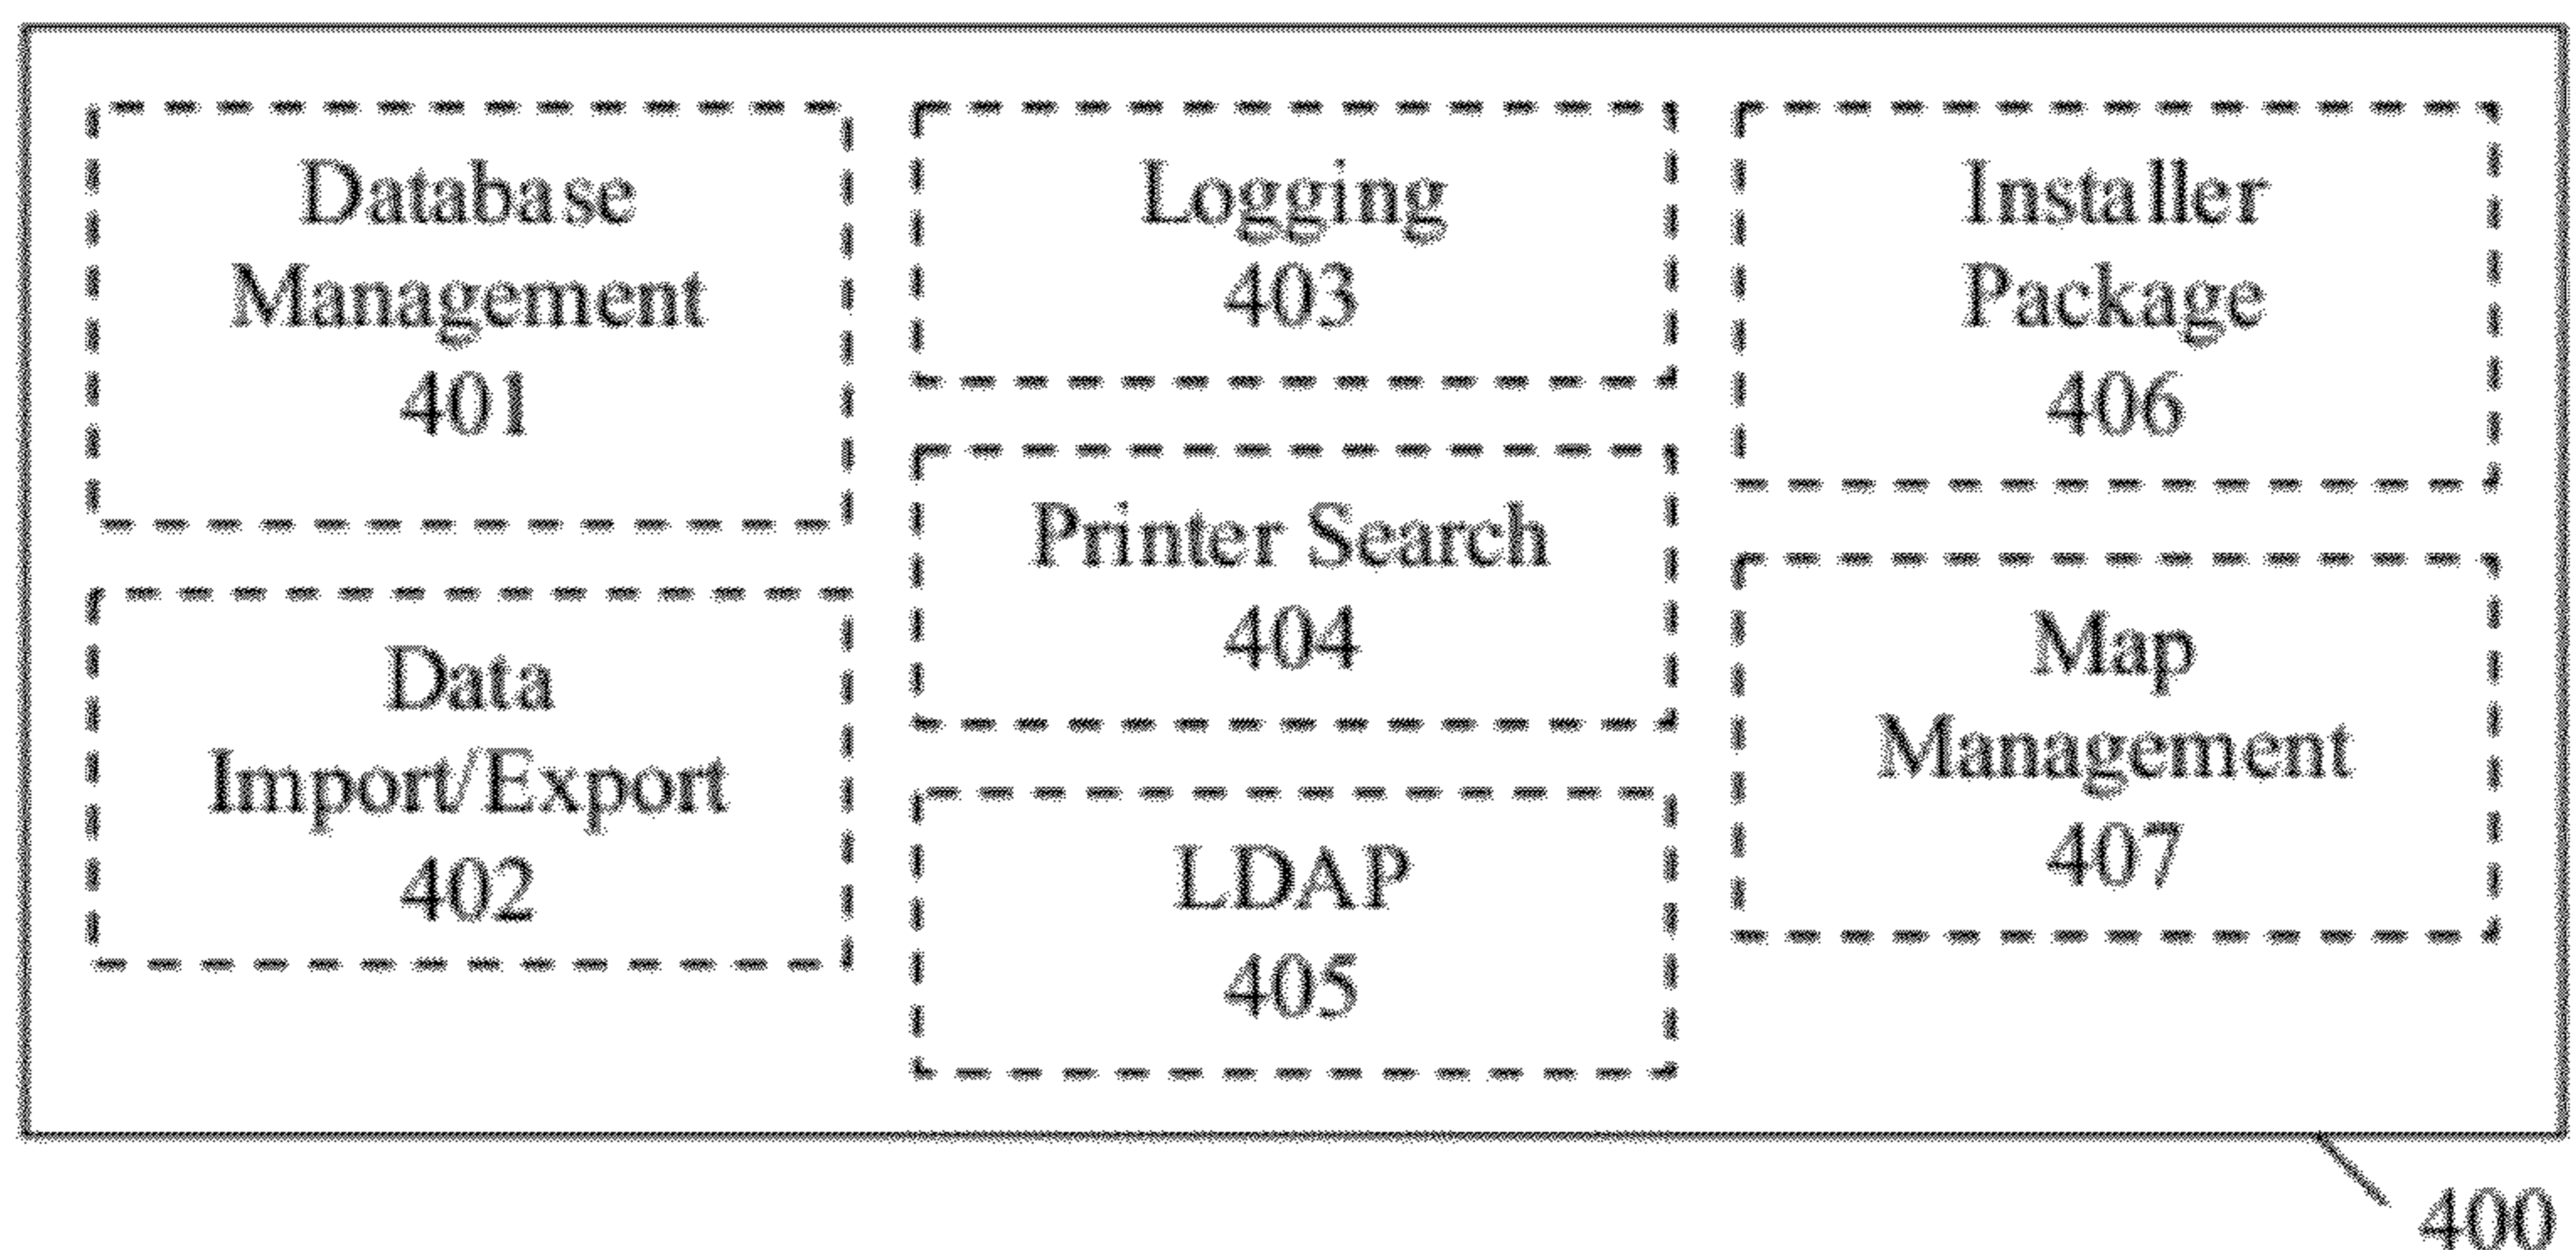 Database
Management
401
Data
Import/Export
402
Logging
403
Printer Search
404
LDAP
405
Installer
Package
406
Map
Management
407
400